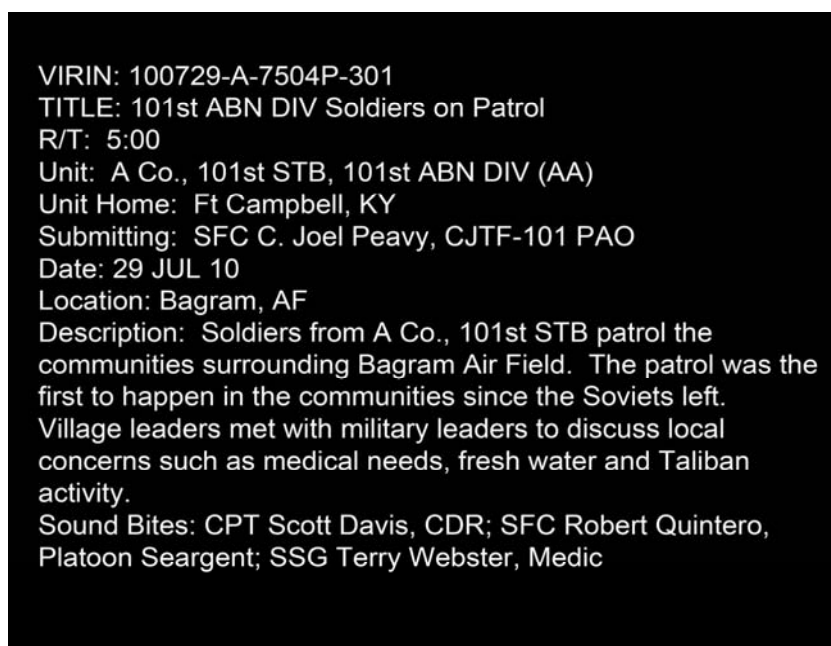 VIRIN: 100729-A-7504P-301
TITLE: 101st ABN DIV Soldiers on Patrol
R/T: 5:00
Unit: A Co., 101st STB, 101st ABN DIV (AA)
Unit Home: Ft Campbell, KY
Submitting: SFC C. Joel Peavy, CJTF-101 PAO
Date: 29 JUL 10
Location: Bagram, AF
Description: Soldiers from A Co., 101st STB patrol the
communities surrounding Bagram Air Field. The patrol was the
first to happen in the communities since the Soviets left.
Village leaders met with military leaders to discuss local
concerns such as medical needs, fresh water and Taliban
activity.
Sound Bites: CPT Scott Davis, CDR; SFC Robert Quintero,
Platoon Seargent; SSG Terry Webster, Medic